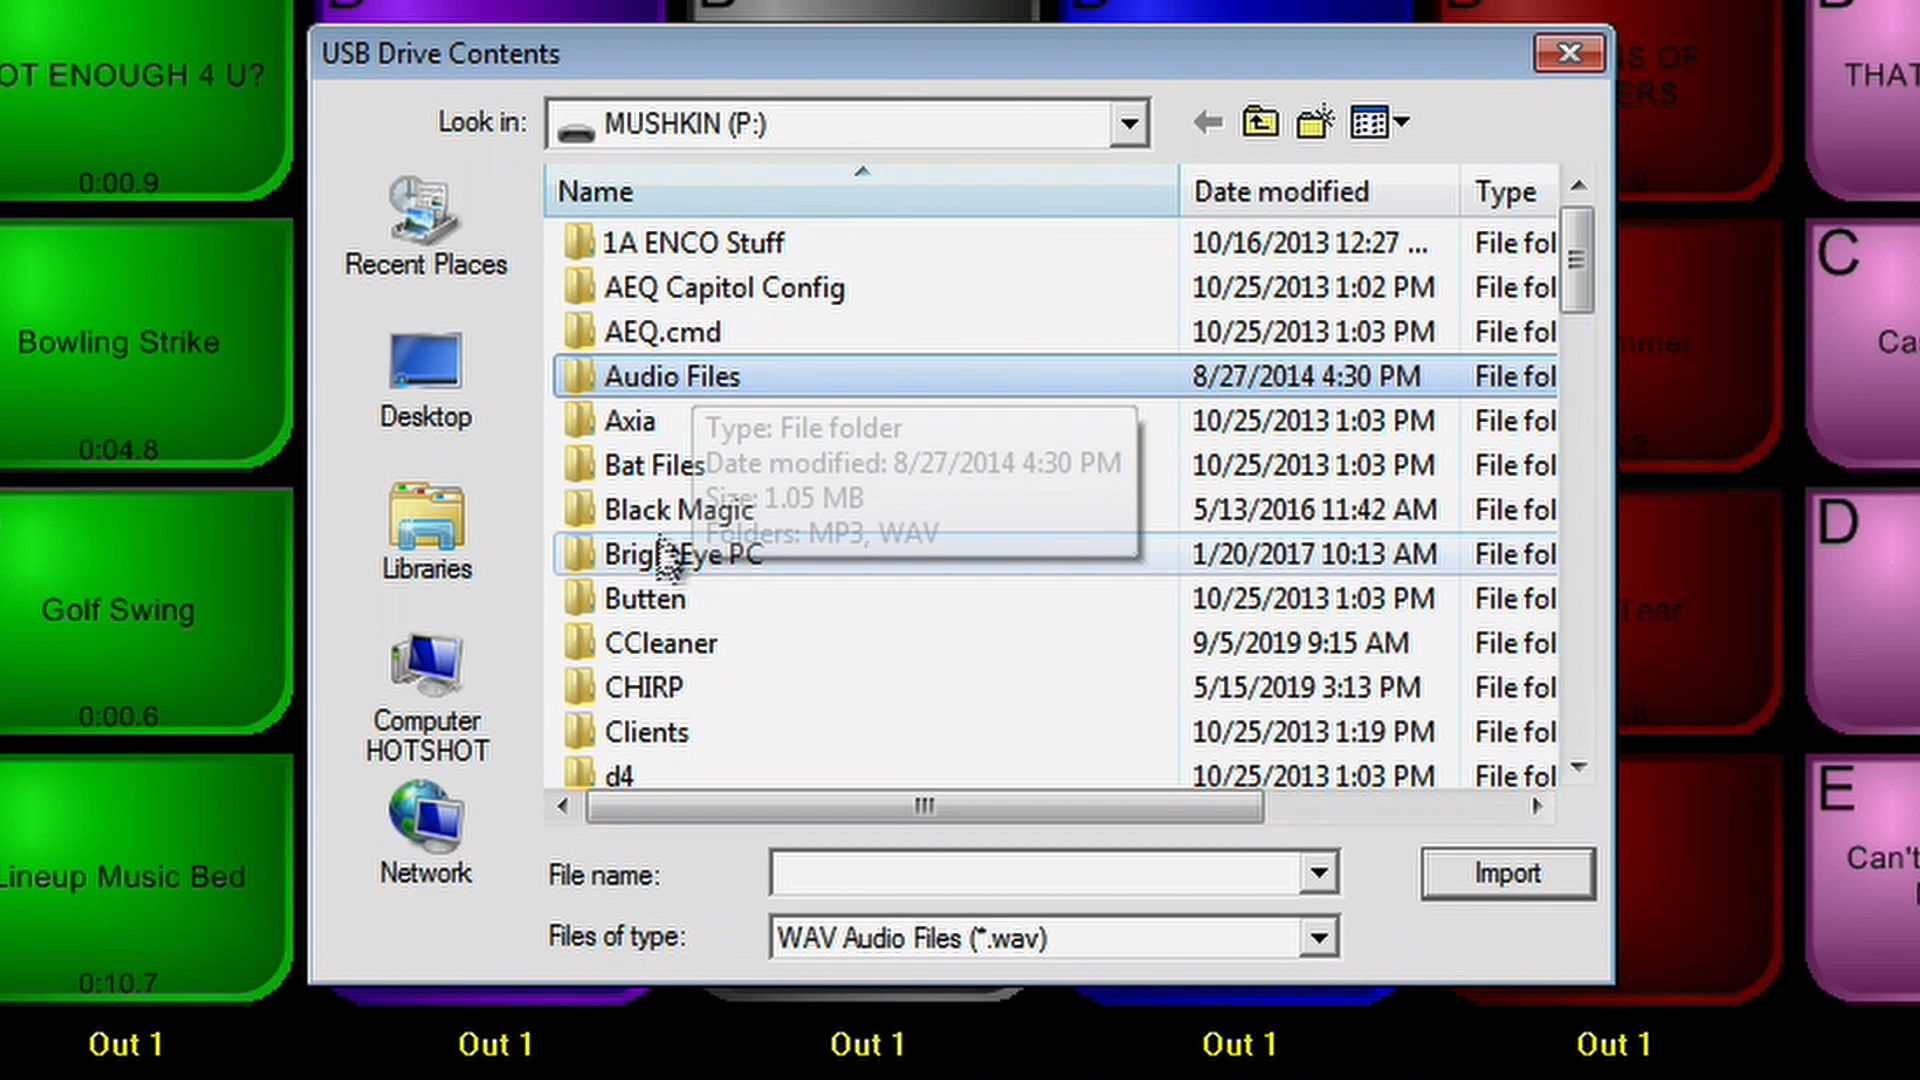 USB Drive Contents
Look in: MUSHKIN (P:)
Name Date modified Type
1A ENCO Stuff 10/16/2013 12:27 ... File fol
AEQ Capitol Config 10/25/2013 1:02 PM File fol
AEQ.cmd 10/25/2013 1:03 PM File fol
Audio Files 8/27/2014 4:30 PM File fol
Axia 10/25/2013 1:03 PM File fol
Bat Files 10/25/2013 1:03 PM File fol
Black Magic 5/13/2016 11:42 AM File fol
Eye PC 1/20/2017 10:13 AM File fol
Butten 10/25/2013 1:03 PM File fol
CCleaner 9/5/2019 9:15 AM File fol
CHIRP 5/15/2019 3:13 PM File fol
Clients 10/25/2013 1:19 PM File fol
d4 10/25/2013 1:03 PM File fol
Type: File folder
Date modified: 8/27/2014 4:30 PM
Size: 1.05 MB
Folders: MP3, WAV
Recent Places
Desktop
Libraries
Computer
HOTSHOT
Network
File name:
Import
Files of type: WAV Audio Files (*.wav)
OT ENOUGH 4 U?
0:00.9
Bowling Strike
0:04.8
Golf Swing
0:00.6
Lineup Music Bed
0:10.7
NS OF
ERS
mmer
Tear
THAT
C
Ca
D
E
Can't
Out 1 Out 1 Out 1 Out 1 Out 1